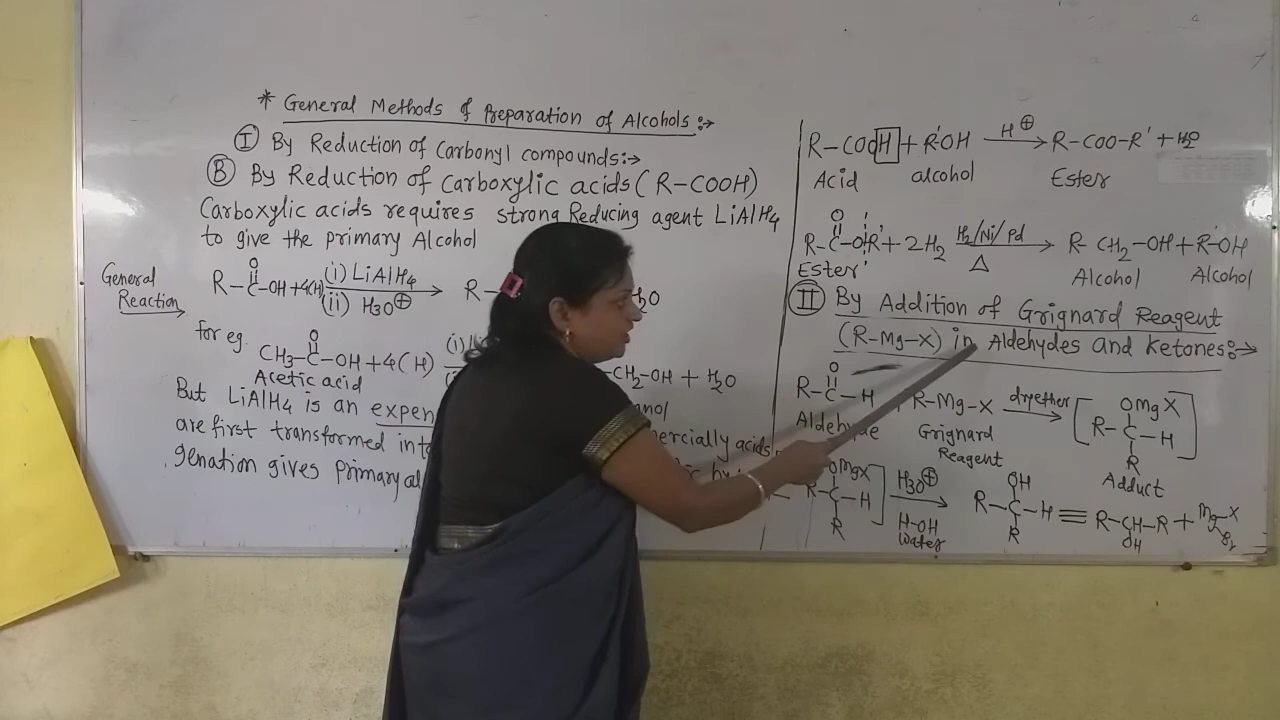 * General Methods of Preparation of Alcohols :→
(I) By Reduction of Carbonyl compounds :→
(B) By Reduction of Carboxylic acids (R-COOH)
Carboxylic acids requires strong Reducing agent LiAlH4
to give the primary Alcohol
General
Reaction
O
R-C-OH + 4(H) (i) LiAlH4 R-
(ii) H3O⊕
for eg.
O
CH3-C-OH + 4(H) (i) CH2-OH + H2O
Acetic acid
But LiAlH4 is an expen
are first transformed int mercially acids
genation gives primary al
R-COOH + R'OH H⊕ R-COO-R' + H2O
Acid alcohol Ester
O
R-C-OR' + 2H2 H2/Ni/Pd R-CH2-OH + R'-OH
Δ
Ester Alcohol Alcohol
(II) By Addition of Grignard Reagent
(R-Mg-X) in Aldehydes and Ketones :→
O
R-C-H R-Mg-X dryether [R-C-H]
OMgX
R
Aldehyde Grignard
Reagent
Adduct
OMgX
R-C-H] H3O⊕ R-C-H ≡ R-CH-R + Mg X
OH
R H-OH R OH
Water